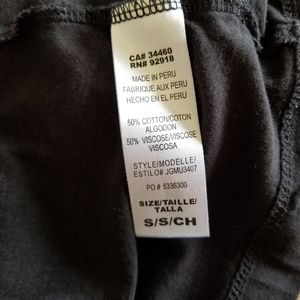 CA# 34460
RN# 92918
MADE IN PERU
FABRIQUE AUX PERU
HECHO EN EL PERU
50% COTTON/COTON
ALGODON
50% VISCOSE/VISCOSE
VISCOSA
STYLE/MODELLE/
ESTILO# JGMU3407
PO # 5336300
SIZE/TAILLE/
TALLA
S/S/CH